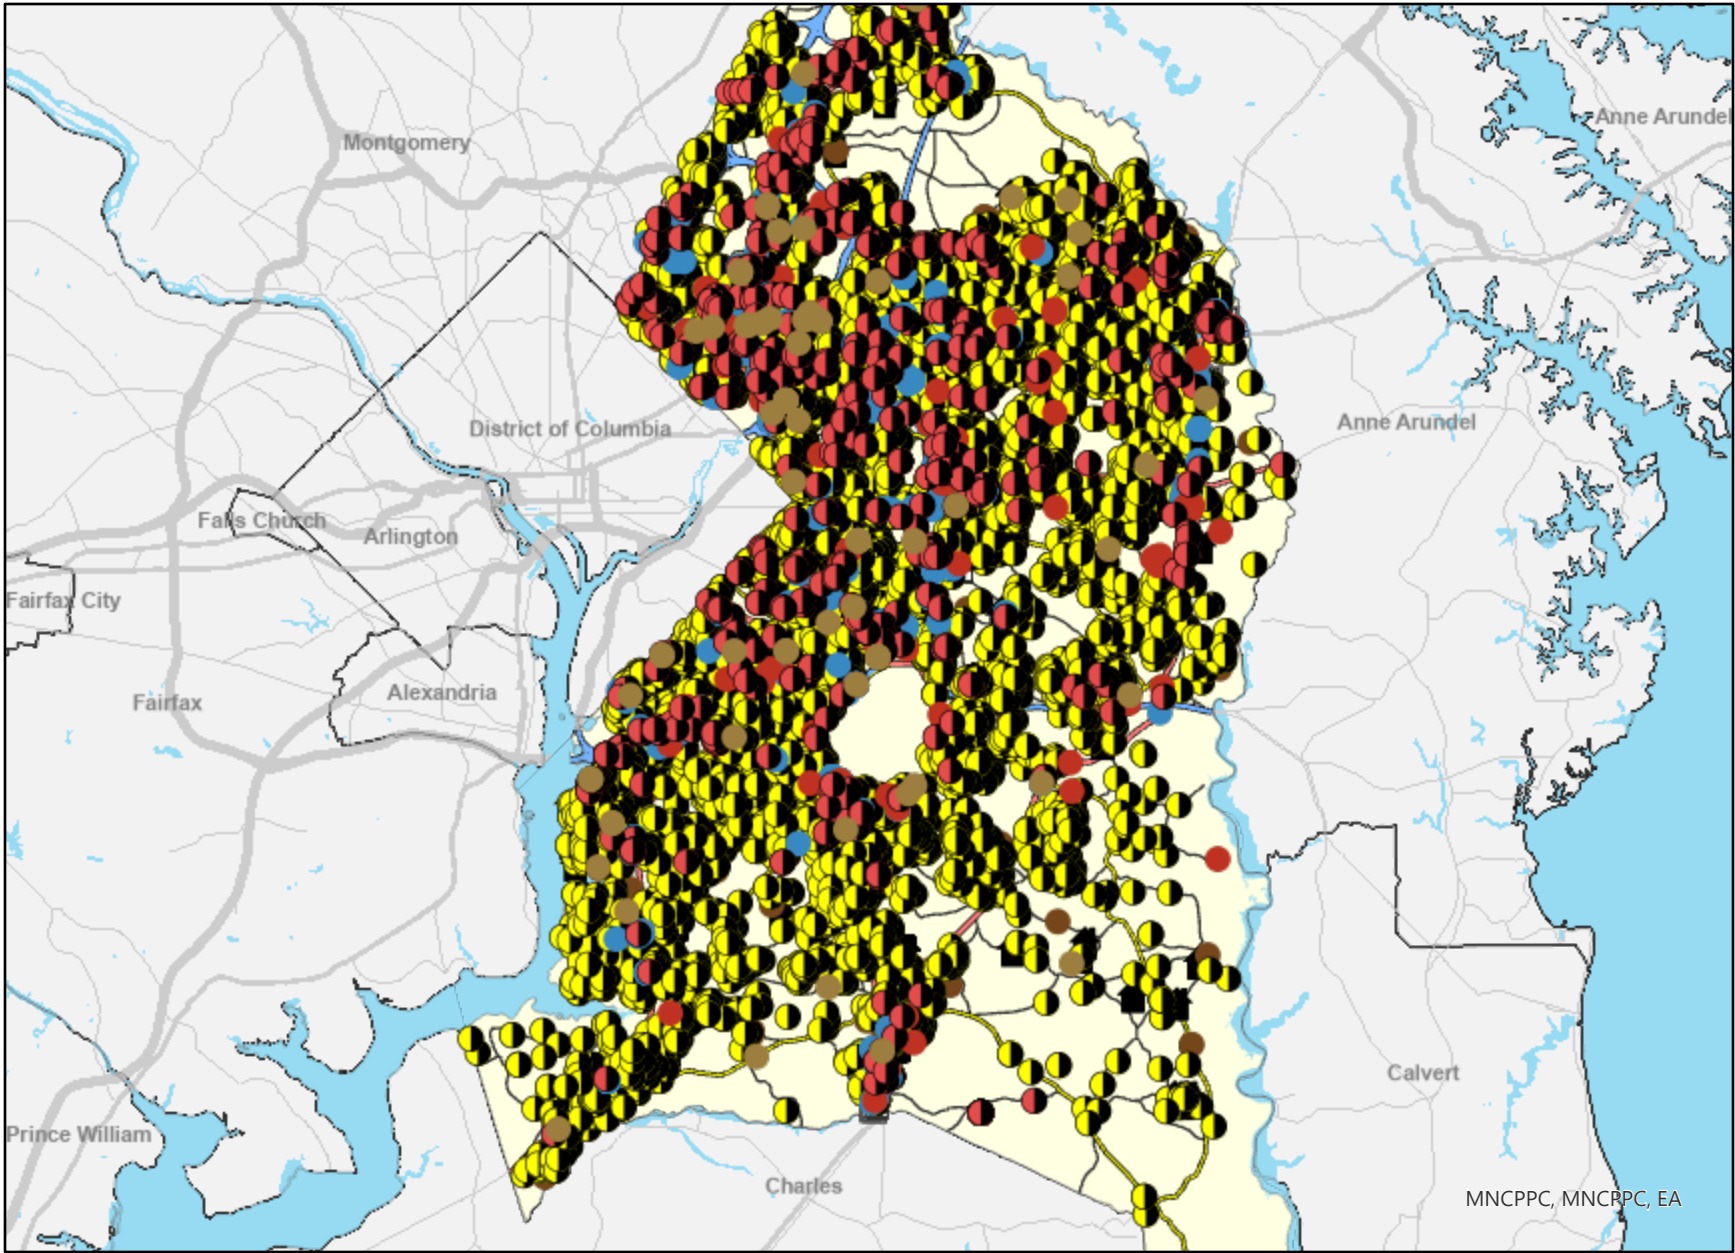 Anne Arundel
Montgomery
Anne Arundel
District of Columbia
Falls Church
Arlington
Fairfax City
Alexandria
Fairfax
Calvert
Prince William
Charles
MNCPPC, MNCPPC, EA